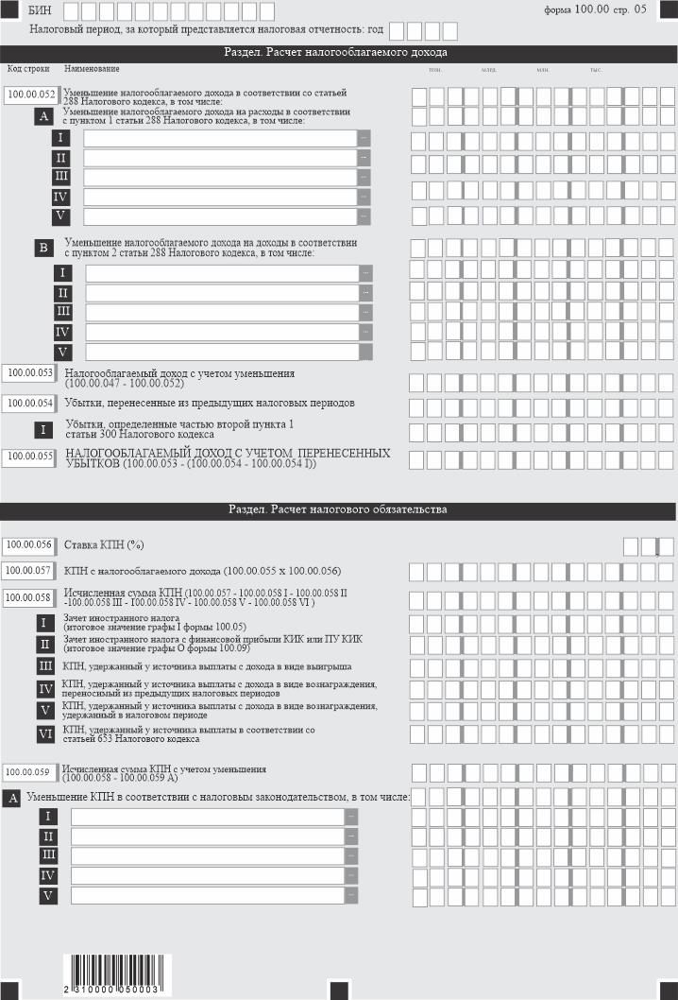 БИН
форма 100.00 стр. 05
Налоговый период, за который представляется налоговая отчетность: год
Раздел. Расчет налогооблагаемого дохода
Код строки Наименование трлн. млрд. млн. тыс.
100.00.052 Уменьшение налогооблагаемого дохода в соответствии со статьей
288 Налогового кодекса, в том числе:
A Уменьшение налогооблагаемого дохода на расходы в соответствии
с пунктом 1 статьи 288 Налогового кодекса, в том числе:
I ...
II ...
III ...
IV ...
V ...
B Уменьшение налогооблагаемого дохода на доходы в соответствии
с пунктом 2 статьи 288 Налогового кодекса, в том числе:
I ...
II ...
III ...
IV ...
V ...
100.00.053 Налогооблагаемый доход с учетом уменьшения
(100.00.047 - 100.00.052)
100.00.054 Убытки, перенесенные из предыдущих налоговых периодов
I Убытки, определенные частью второй пункта 1
статьи 300 Налогового кодекса
100.00.055 НАЛОГООБЛАГАЕМЫЙ ДОХОД С УЧЕТОМ ПЕРЕНЕСЕННЫХ
УБЫТКОВ (100.00.053 - (100.00.054 - 100.00.054 I))
Раздел. Расчет налогового обязательства
100.00.056 Ставка КПН (%)
100.00.057 КПН с налогооблагаемого дохода (100.00.055 х 100.00.056)
100.00.058 Исчисленная сумма КПН (100.00.057 - 100.00.058 I - 100.00.058 II
-100.00.058 III - 100.00.058 IV - 100.00.058 V - 100.00.058 VI )
I Зачет иностранного налога
(итоговое значение графы I формы 100.05)
II Зачет иностранного налога с финансовой прибыли КИК или ПУ КИК
(итоговое значение графы O формы 100.09)
III КПН, удержанный у источника выплаты с дохода в виде выигрыша
IV КПН, удержанный у источника выплаты с дохода в виде вознаграждения,
переносимый из предыдущих налоговых периодов
V КПН, удержанный у источника выплаты с дохода в виде вознаграждения,
удержанный в налоговом периоде
VI КПН, удержанный у источника выплаты в соответствии со
статьей 653 Налогового кодекса
100.00.059 Исчисленная сумма КПН с учетом уменьшения
(100.00.058 - 100.00.059 A)
A Уменьшение КПН в соответствии с налоговым законодательством, в том числе:
I ...
II ...
III ...
IV ...
V ...
2 310000 050003